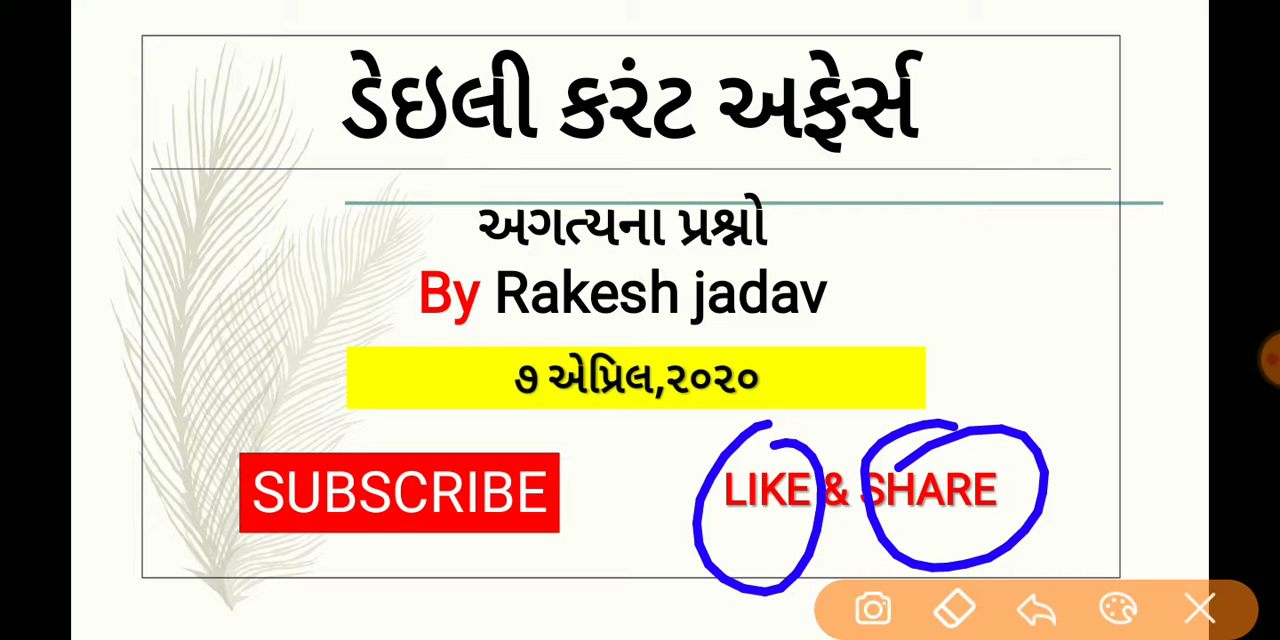 ડેઇલી કરંટ અફેર્સ
અગત્યના પ્રશ્નો
By Rakesh jadav
૭ એપ્રિલ,૨૦૨૦
SUBSCRIBE
LIKE & SHARE